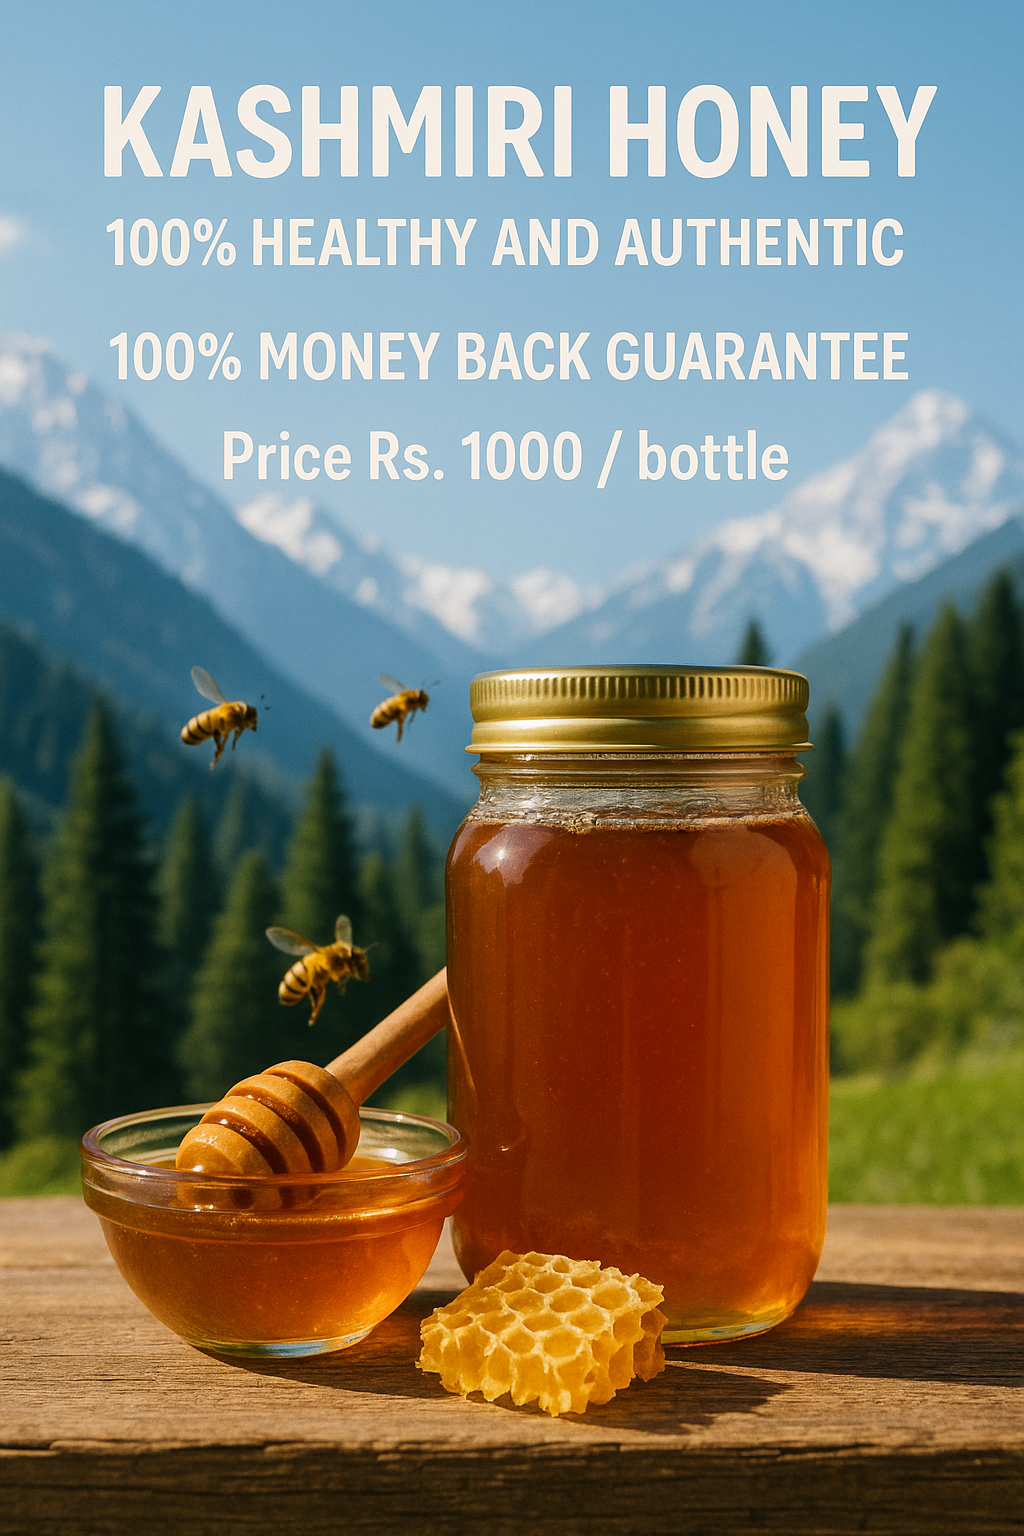 KASHMIRI HONEY
100% HEALTHY AND AUTHENTIC
100% MONEY BACK GUARANTEE
Price Rs. 1000 / bottle